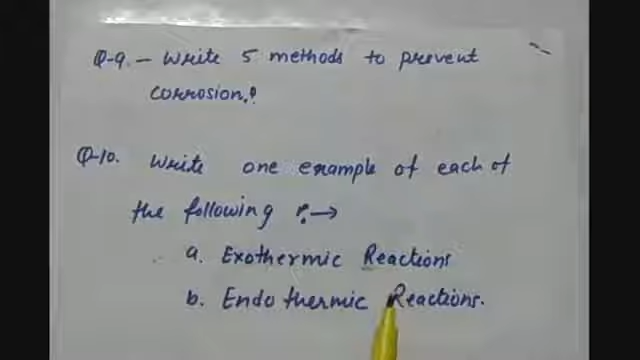 Q-9. - Write 5 methods to prevent
corrosion.?
Q-10. Write one example of each of
the following ?. →
a. Exothermic Reactions
b. Endothermic Reactions.